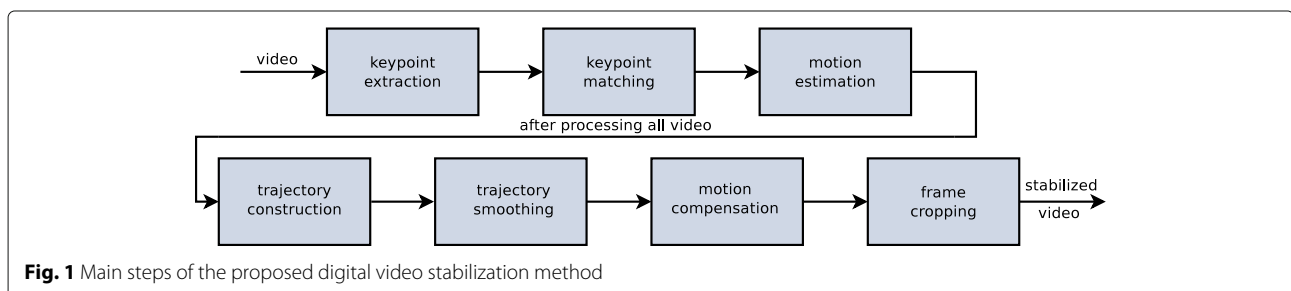 video
keypoint
extraction
keypoint
matching
motion
estimation
after processing all video
trajectory
construction
trajectory
smoothing
motion
compensation
frame
cropping
stabilized
video
Fig. 1 Main steps of the proposed digital video stabilization method